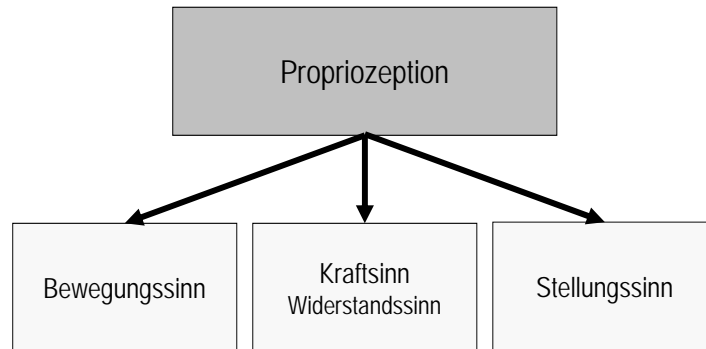 Propriozeption
Bewegungssinn
Kraftsinn
Widerstandssinn
Stellungssinn